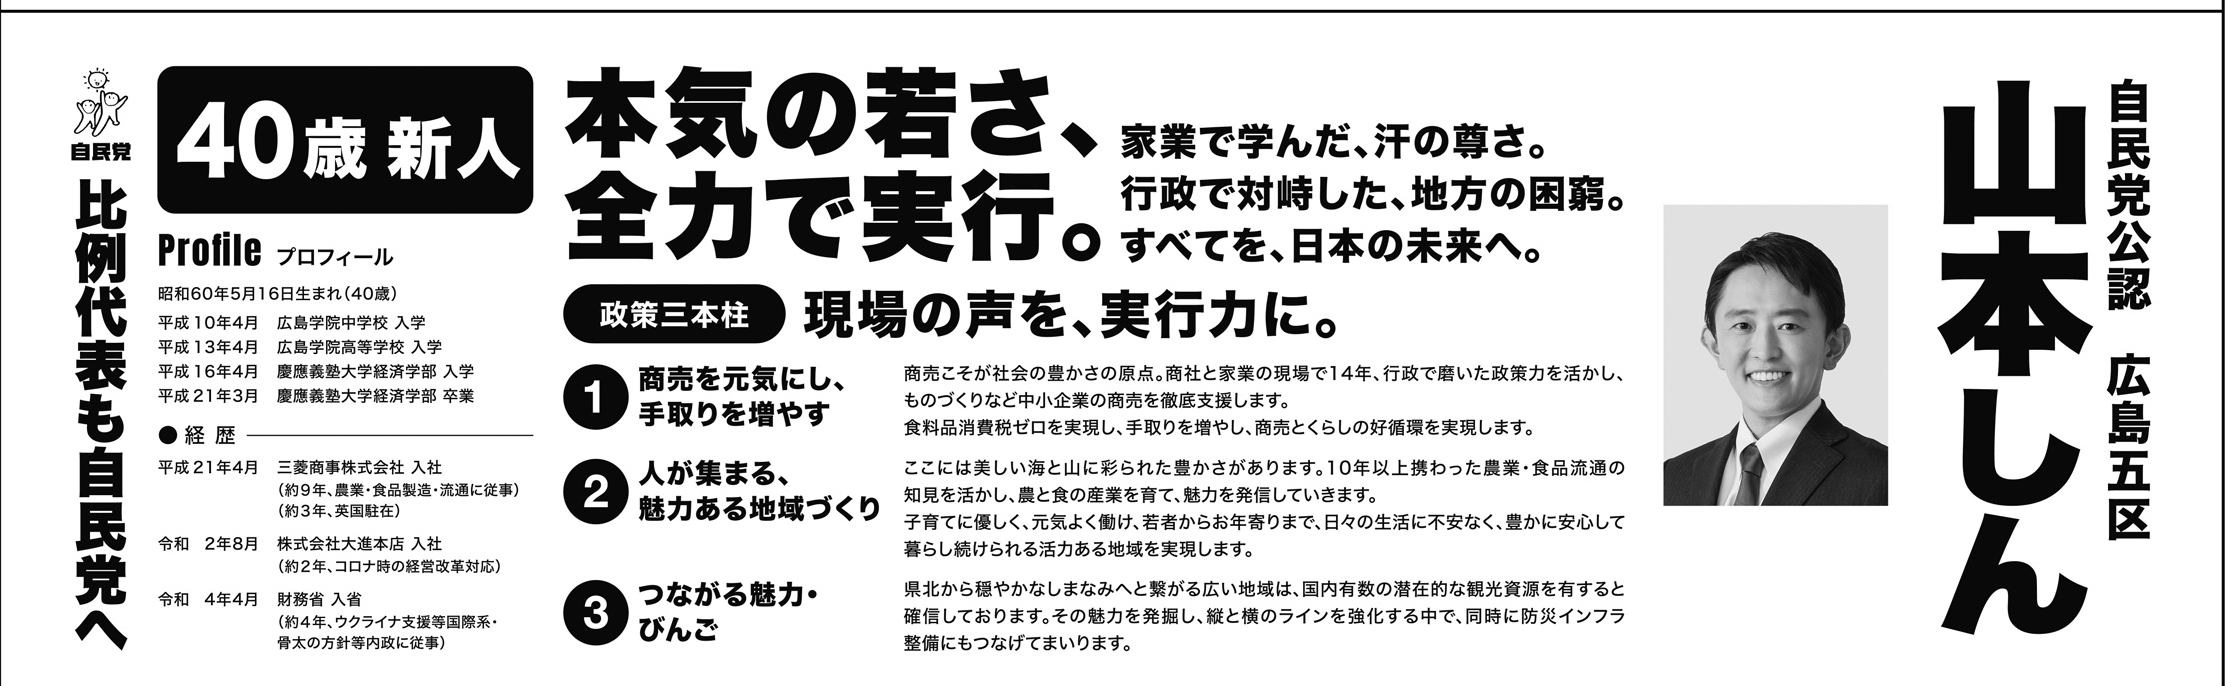 自民党公認　広島五区
山本しん
本気の若さ、
全力で実行。
家業で学んだ、汗の尊さ。
行政で対峙した、地方の困窮。
すべてを、日本の未来へ。
政策三本柱
現場の声を、実行力に。
1
商売を元気にし、
手取りを増やす
商売こそが社会の豊かさの原点。商社と家業の現場で14年、行政で磨いた政策力を活かし、
ものづくりなど中小企業の商売を徹底支援します。
食料品消費税ゼロを実現し、手取りを増やし、商売とくらしの好循環を実現します。
2
人が集まる、
魅力ある地域づくり
ここには美しい海と山に彩られた豊かさがあります。10年以上携わった農業・食品流通の
知見を活かし、農と食の産業を育て、魅力を発信していきます。
子育てに優しく、元気よく働け、若者からお年寄りまで、日々の生活に不安なく、豊かに安心して
暮らし続けられる活力ある地域を実現します。
3
つながる魅力・
びんご
県北から穏やかなしまなみへと繋がる広い地域は、国内有数の潜在的な観光資源を有すると
確信しております。その魅力を発掘し、縦と横のラインを強化する中で、同時に防災インフラ
整備にもつなげてまいります。
40歳 新人
Profile プロフィール
昭和60年5月16日生まれ(40歳)
平成10年4月　広島学院中学校 入学
平成13年4月　広島学院高等学校 入学
平成16年4月　慶應義塾大学経済学部 入学
平成21年3月　慶應義塾大学経済学部 卒業
●経歴
平成21年4月　三菱商事株式会社 入社
(約9年、農業・食品製造・流通に従事)
(約3年、英国駐在)
令和 2年8月　株式会社大進本店 入社
(約2年、コロナ時の経営改革対応)
令和 4年4月　財務省 入省
(約4年、ウクライナ支援等国際系・
骨太の方針等内政に従事)
自民党
比例代表も自民党へ